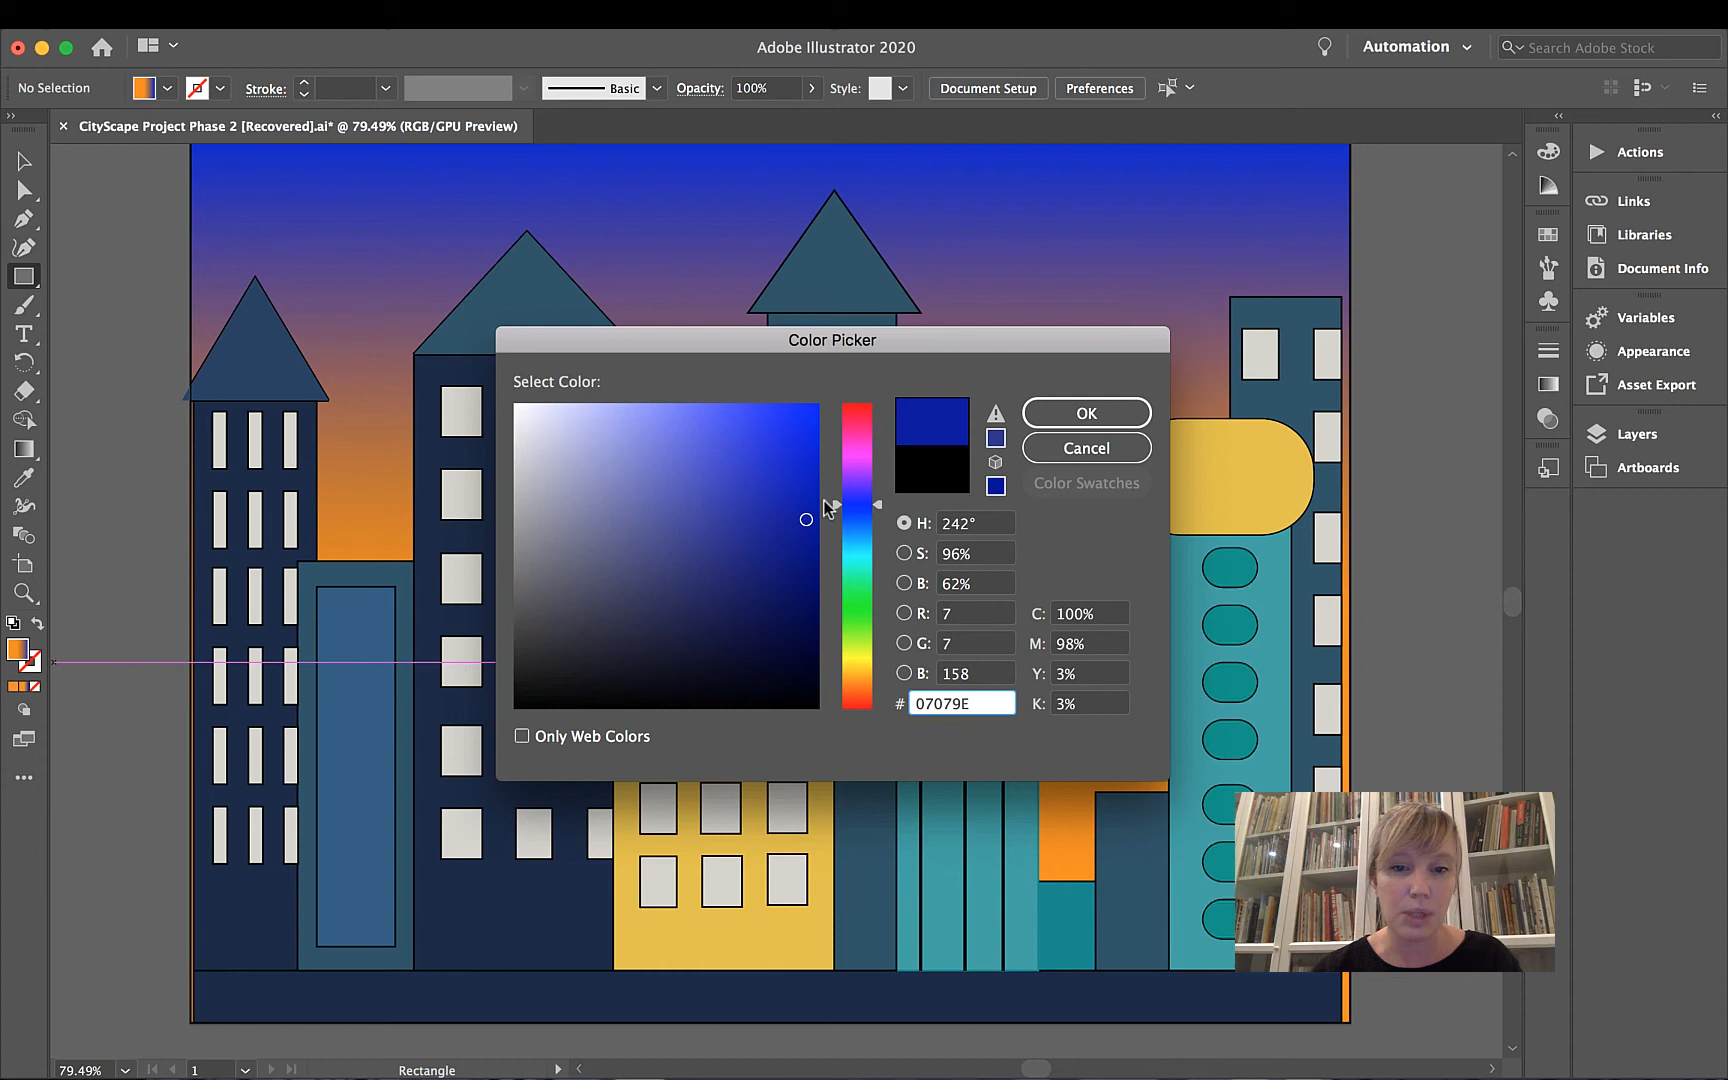 Adobe Illustrator 2020
Automation
Search Adobe Stock
No Selection
Stroke:
Basic
Opacity:
100%
Style:
Document Setup
Preferences
CityScape Project Phase 2 [Recovered].ai* @ 79.49% (RGB/GPU Preview)
Actions
Links
Libraries
Document Info
Variables
Appearance
Asset Export
Layers
Artboards
Color Picker
Select Color:
OK
Cancel
Color Swatches
H: 242°
S: 96%
B: 62%
R: 7
C: 100%
G: 7
M: 98%
B: 158
Y: 3%
# 07079E
K: 3%
Only Web Colors
79.49%
1
Rectangle